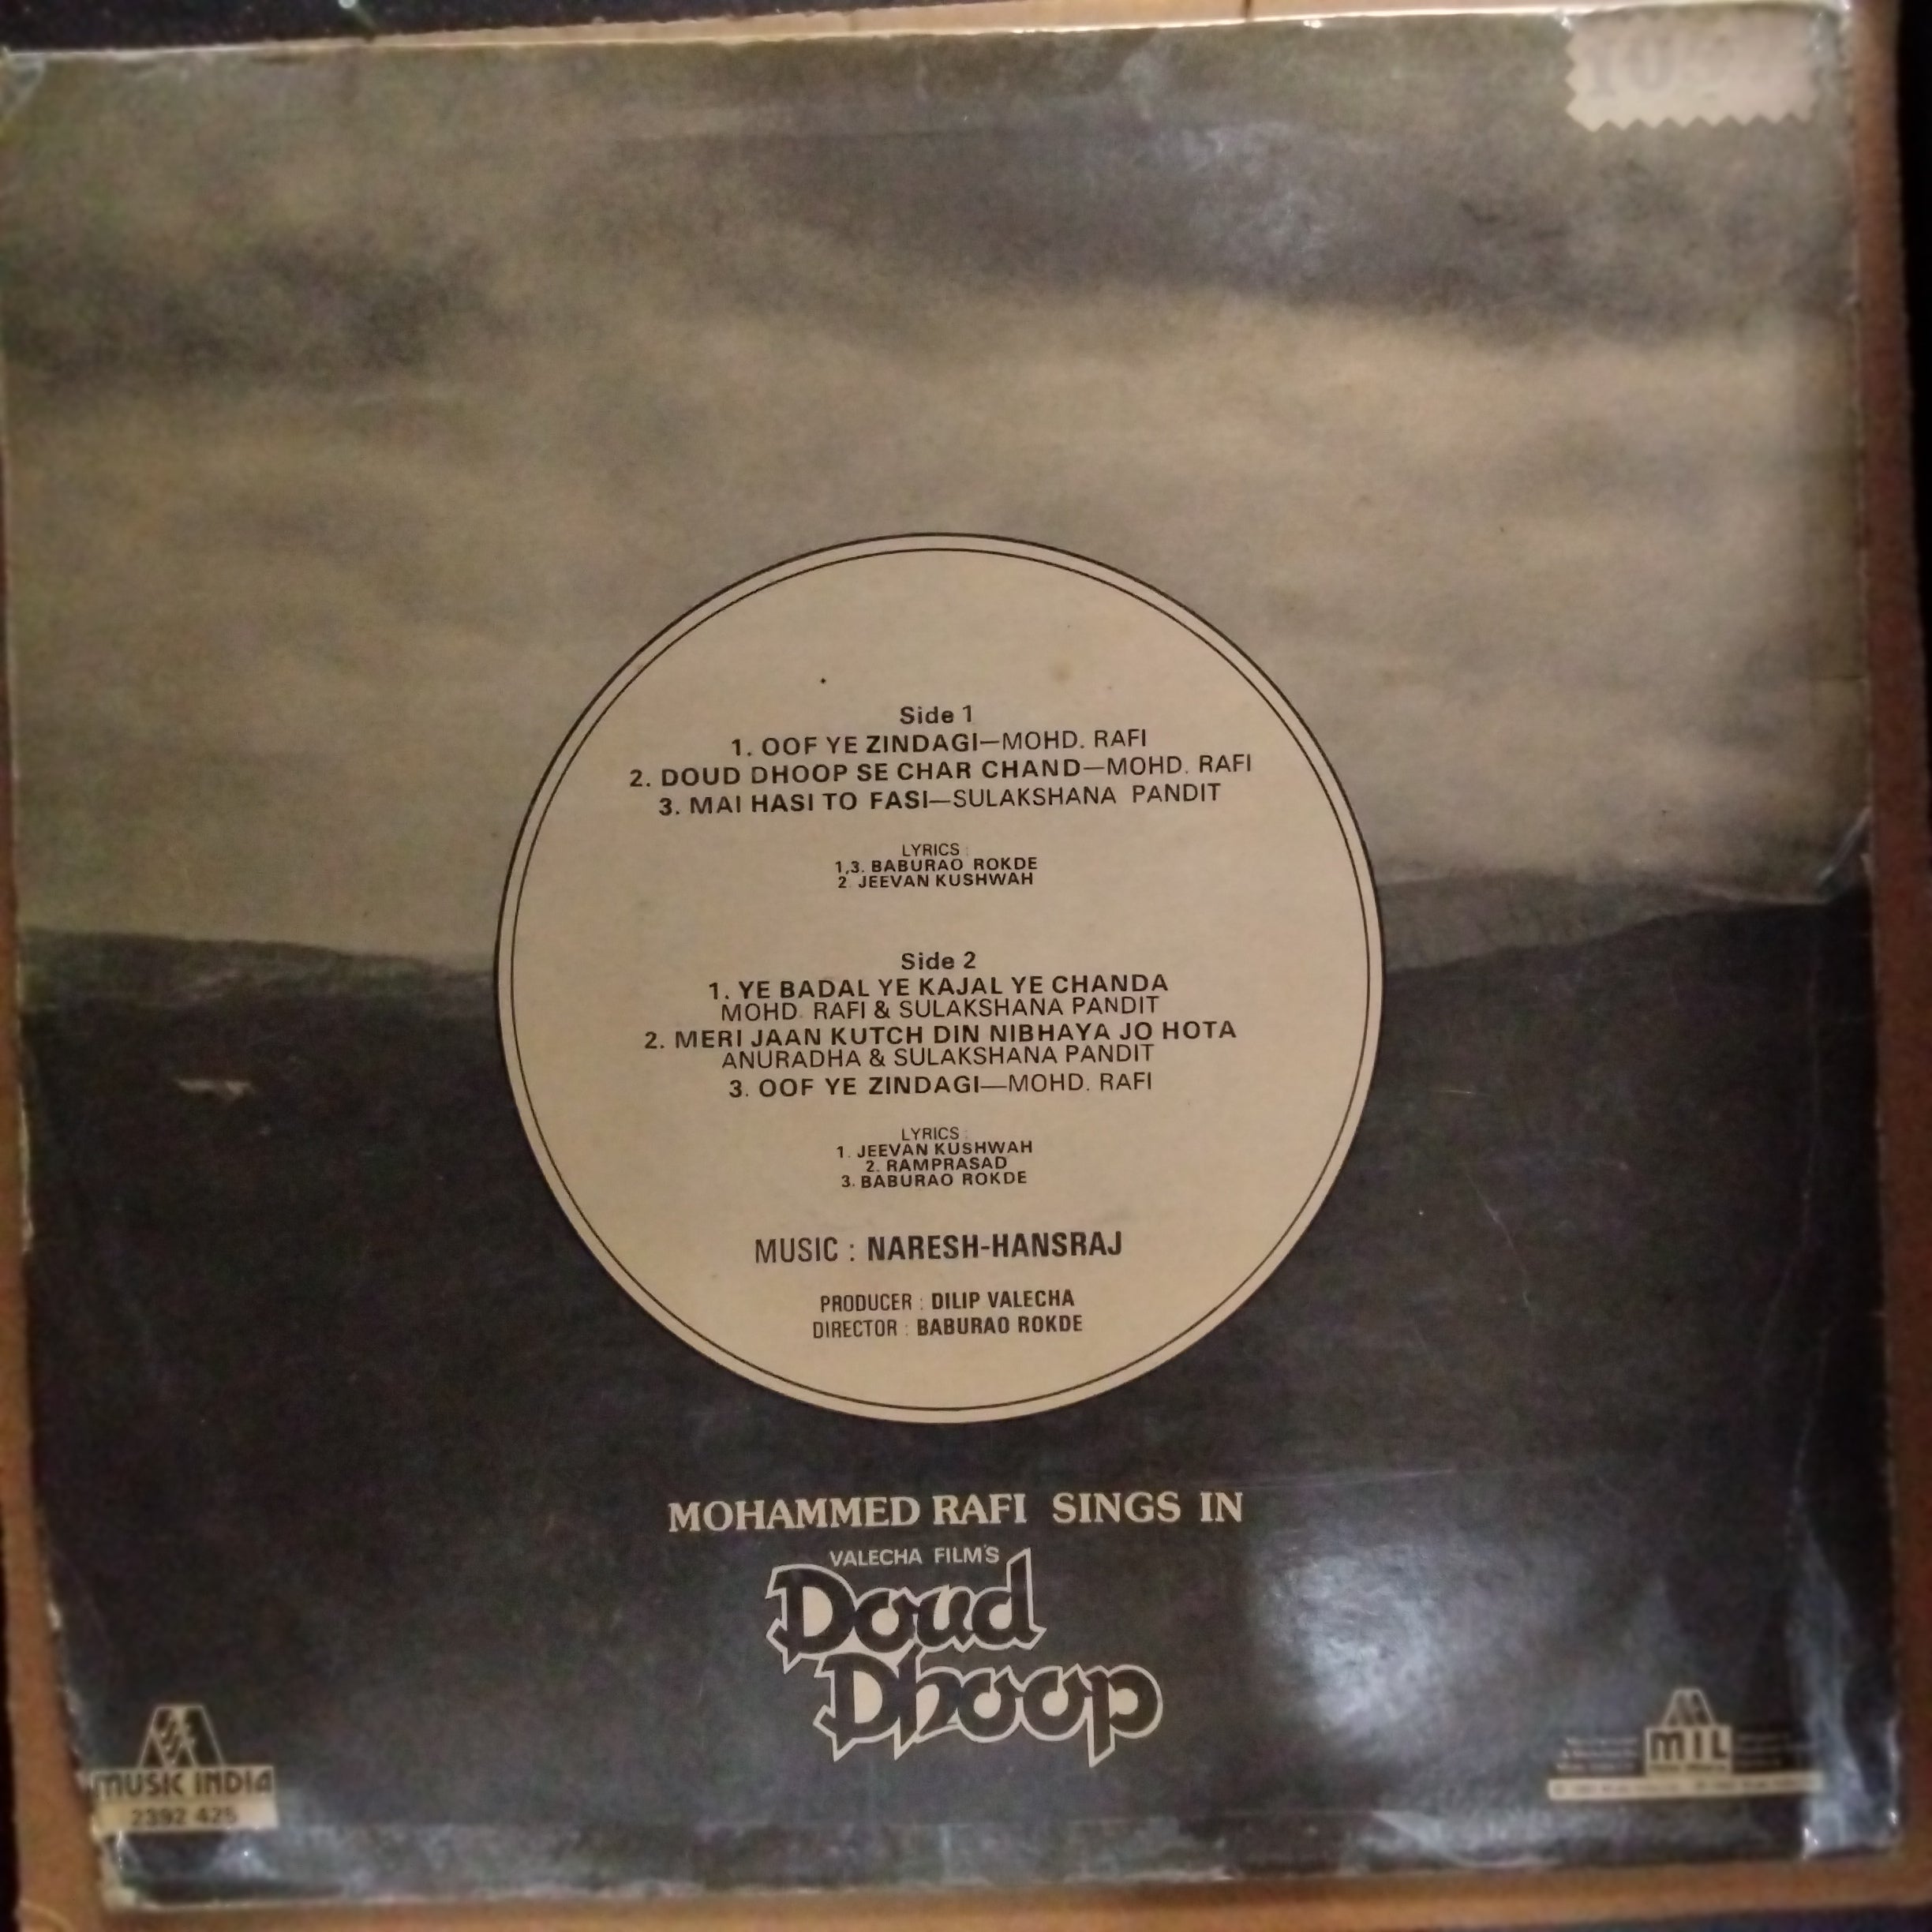 Side 1
1. OOF YE ZINDAGI—MOHD. RAFI
2. DOUD DHOOP SE CHAR CHAND—MOHD. RAFI
3. MAI HASI TO FASI—SULAKSHANA PANDIT
LYRICS :
1,3. BABURAO ROKDE
2. JEEVAN KUSHWAH
Side 2
1. YE BADAL YE KAJAL YE CHANDA
MOHD. RAFI & SULAKSHANA PANDIT
2. MERI JAAN KUTCH DIN NIBHAYA JO HOTA
ANURADHA & SULAKSHANA PANDIT
3. OOF YE ZINDAGI—MOHD. RAFI
LYRICS :
1. JEEVAN KUSHWAH
2. RAMPRASAD
3. BABURAO ROKDE
MUSIC : NARESH-HANSRAJ
PRODUCER : DILIP VALECHA
DIRECTOR : BABURAO ROKDE
MOHAMMED RAFI SINGS IN
VALECHA FILM'S
Doud
Dhoop
MUSIC INDIA
2392 425
MIL